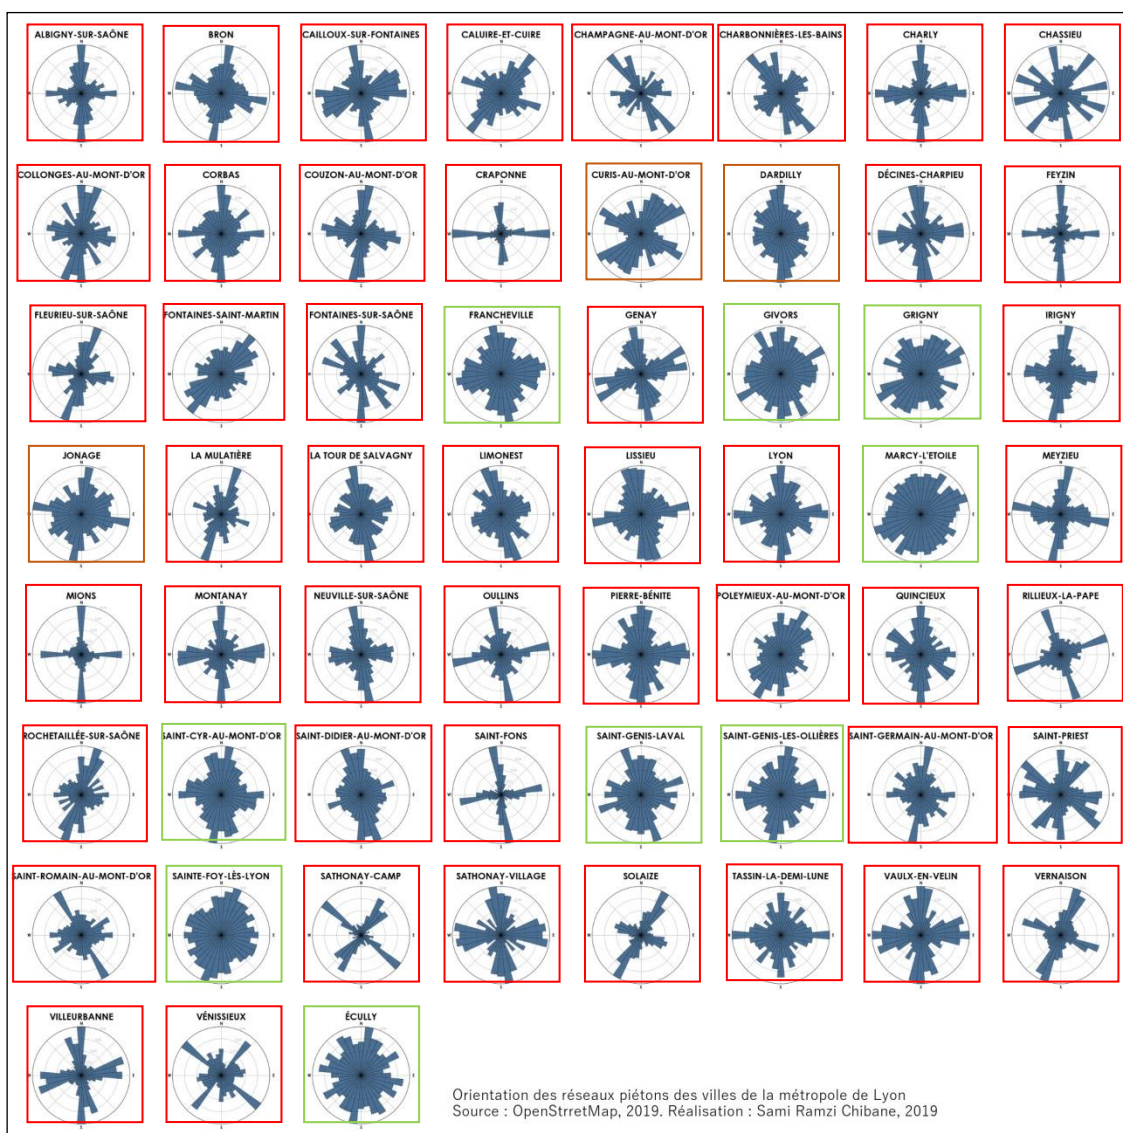 ALBIGNY-SUR-SAÔNE
BRON
CAILLOUX-SUR-FONTAINES
CALUIRE-ET-CUIRE
CHAMPAGNE-AU-MONT-D'OR
CHARBONNIÈRES-LES-BAINS
CHARLY
CHASSIEU
COLLONGES-AU-MONT-D'OR
CORBAS
COUZON-AU-MONT-D'OR
CRAPONNE
CURIS-AU-MONT-D'OR
DARDILLY
DÉCINES-CHARPIEU
FEYZIN
FLEURIEU-SUR-SAÔNE
FONTAINES-SAINT-MARTIN
FONTAINES-SUR-SAÔNE
FRANCHEVILLE
GENAY
GIVORS
GRIGNY
IRIGNY
JONAGE
LA MULATIÈRE
LA TOUR DE SALVAGNY
LIMONEST
LISSIEU
LYON
MARCY-L'ETOILE
MEYZIEU
MIONS
MONTANAY
NEUVILLE-SUR-SAÔNE
OULLINS
PIERRE-BÉNITE
POLEYMIEUX-AU-MONT-D'OR
QUINCIEUX
RILLIEUX-LA-PAPE
ROCHETAILLÉE-SUR-SAÔNE
SAINT-CYR-AU-MONT-D'OR
SAINT-DIDIER-AU-MONT-D'OR
SAINT-FONS
SAINT-GENIS-LAVAL
SAINT-GENIS-LES-OLLIÈRES
SAINT-GERMAIN-AU-MONT-D'OR
SAINT-PRIEST
SAINT-ROMAIN-AU-MONT-D'OR
SAINTE-FOY-LÈS-LYON
SATHONAY-CAMP
SATHONAY-VILLAGE
SOLAIZE
TASSIN-LA-DEMI-LUNE
VAULX-EN-VELIN
VERNAISON
VILLEURBANNE
VÉNISSIEUX
ÉCULLY
Orientation des réseaux piétons des villes de la métropole de Lyon
Source : OpenStrretMap, 2019. Réalisation : Sami Ramzi Chibane, 2019